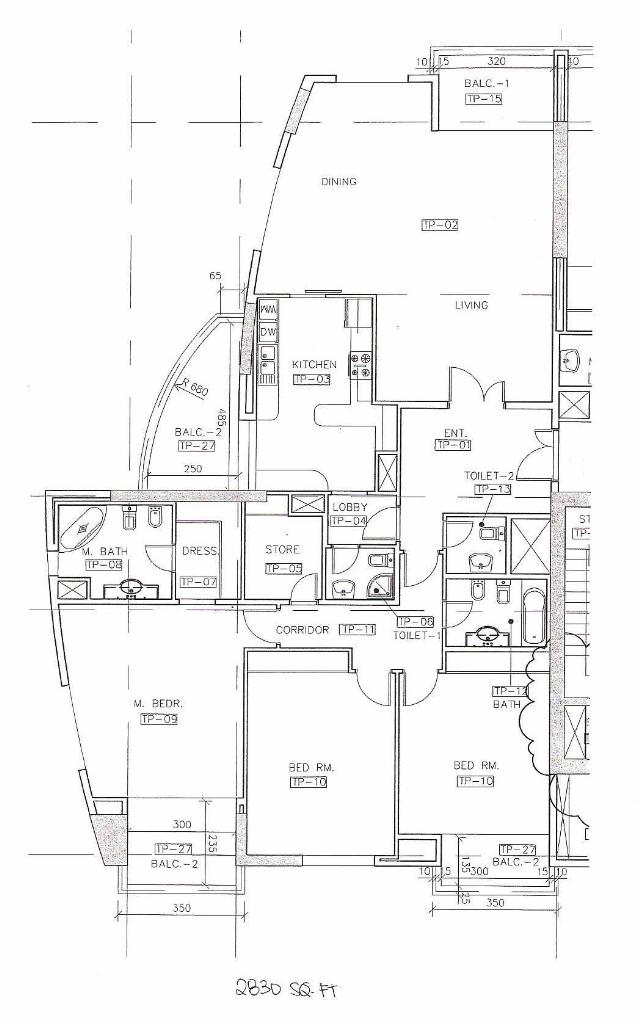 10 15 320 40
BALC.-1
TP-15
DINING
TP-02
65
LIVING
WW
DW
KITCHEN
TP-03
R 680
485
BALC.-2
TP-27
250
ENT.
TP-01
TOILET-2
TP-13
LOBBY
TP-04
M. BATH
TP-08
DRESS.
TP-07
STORE
TP-05
ST
TP-
TP-06
TOILET-1
CORRIDOR TP-11
TP-12
BATH
M. BEDR.
TP-09
BED RM.
TP-10
BED RM.
TP-10
300
235
TP-27
BALC.-2
TP-27
BALC.-2
135
10 15 300 15 10
25
350
350
2830 SQ-FT